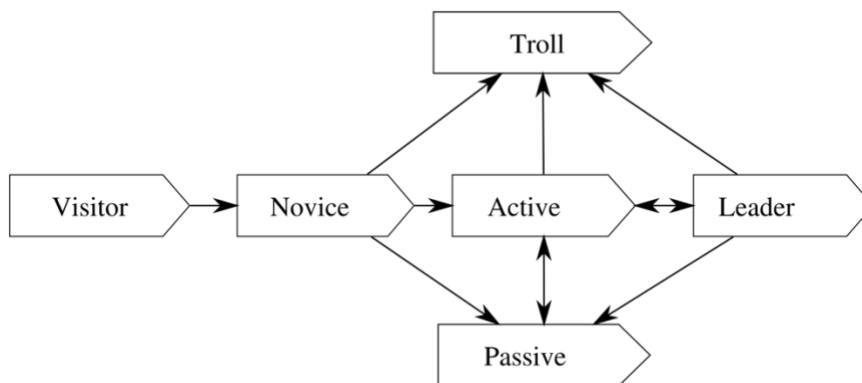 Troll
Visitor
Novice
Active
Leader
Passive